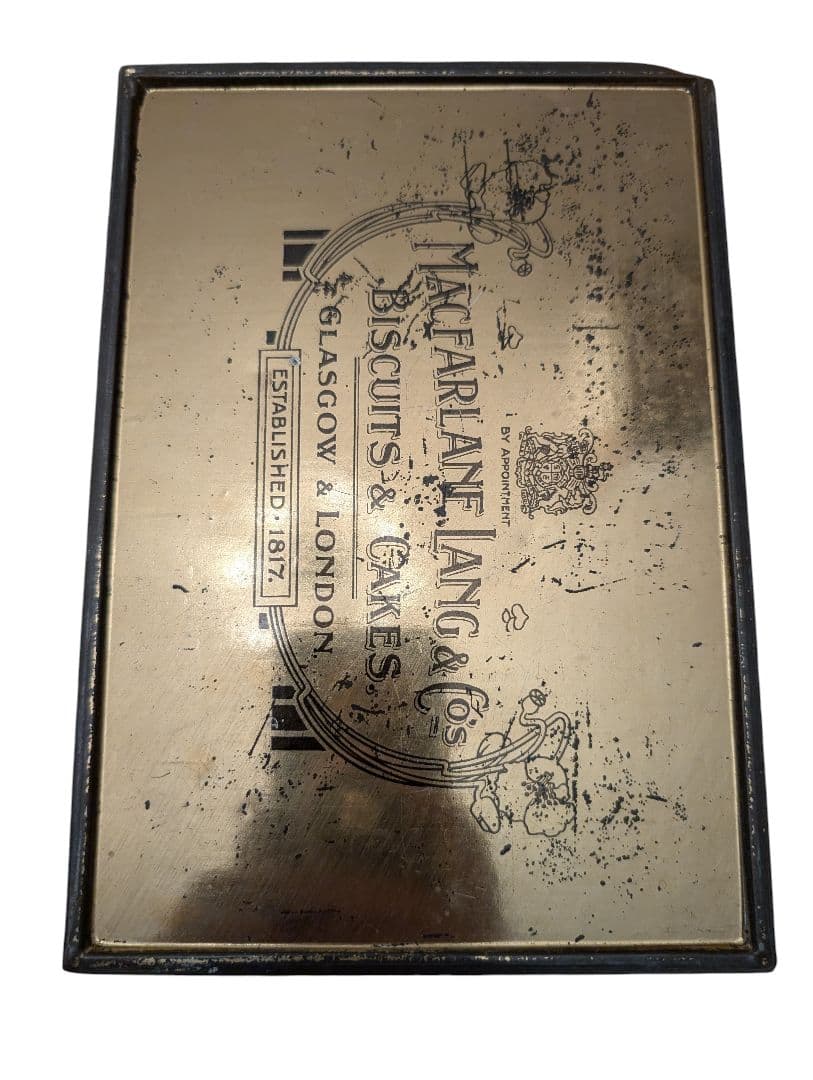 BY APPOINTMENT
MACFARLANE LANG & Co's
BISCUITS & CAKES.
GLASGOW & LONDON.
ESTABLISHED · 1817.